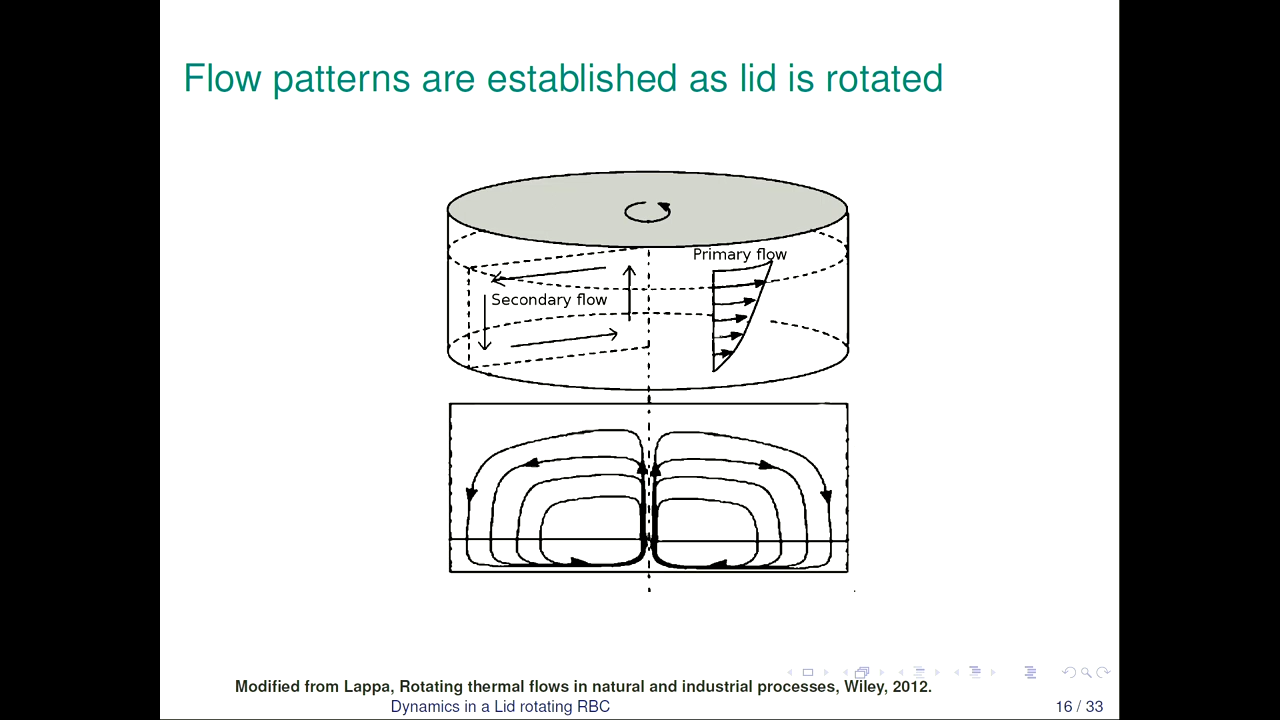 Flow patterns are established as lid is rotated
Primary flow
Secondary flow
Modified from Lappa, Rotating thermal flows in natural and industrial processes, Wiley, 2012.
Dynamics in a Lid rotating RBC
16 / 33